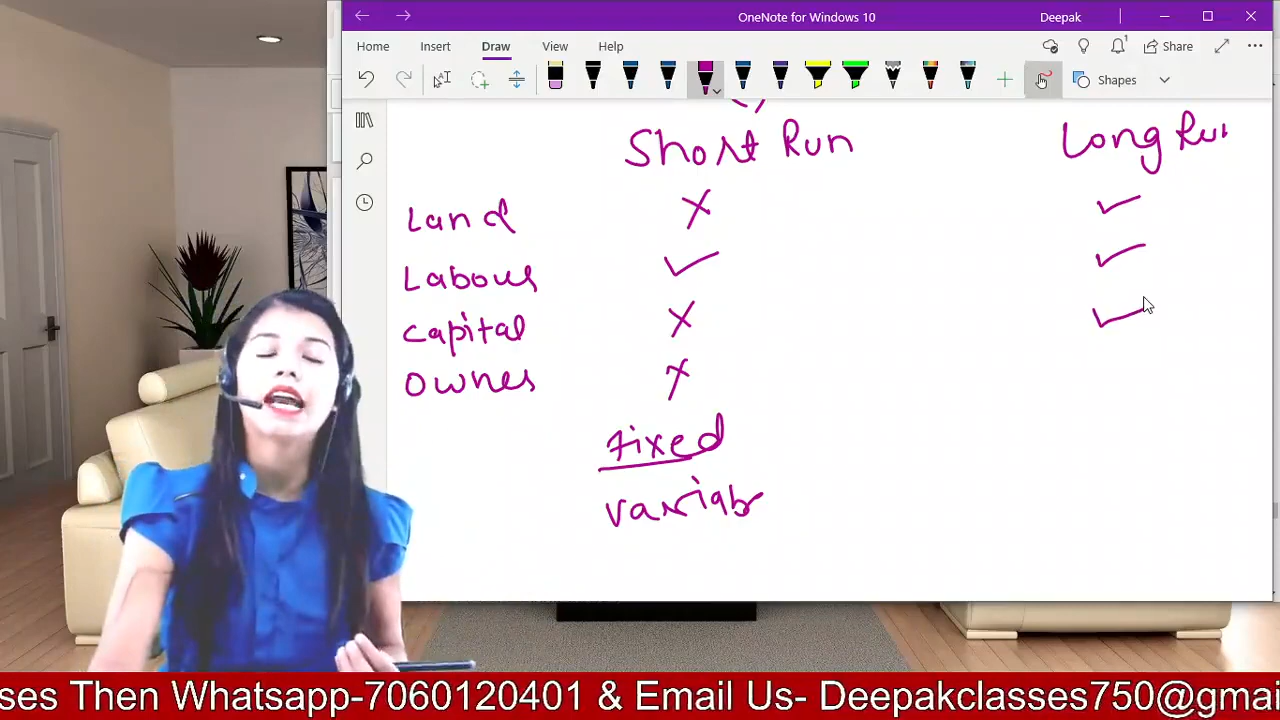 OneNote for Windows 10 Deepak
Home Insert Draw View Help Share
Shapes
Short Run Long Run
Land
Labour
Capital
Owner
Fixed
ses Then Whatsapp-7060120401 & Email Us- Deepakclasses750@gmai